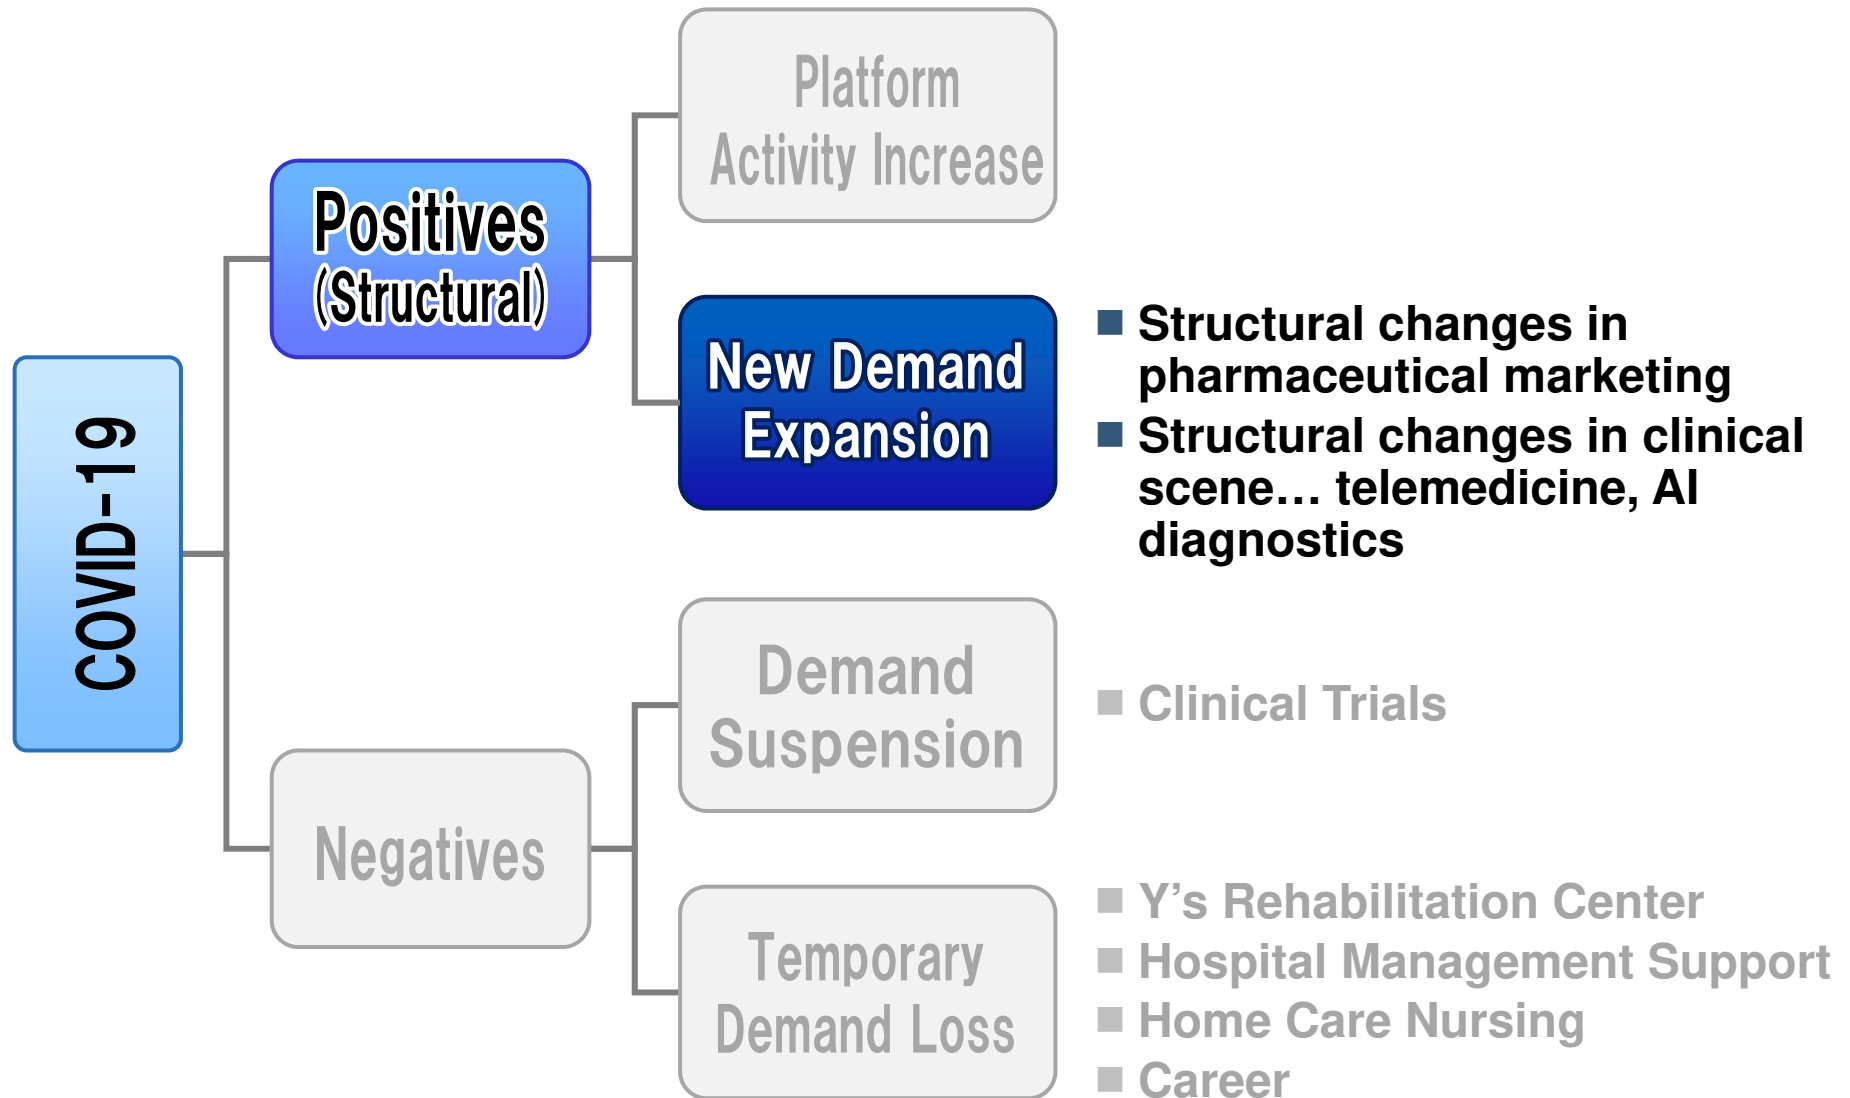 COVID-19
Positives
(Structural)
Platform
Activity Increase
New Demand
Expansion
■ Structural changes in
pharmaceutical marketing
■ Structural changes in clinical
scene… telemedicine, AI
diagnostics
Negatives
Demand
Suspension
■ Clinical Trials
Temporary
Demand Loss
■ Y’s Rehabilitation Center
■ Hospital Management Support
■ Home Care Nursing
■ Career